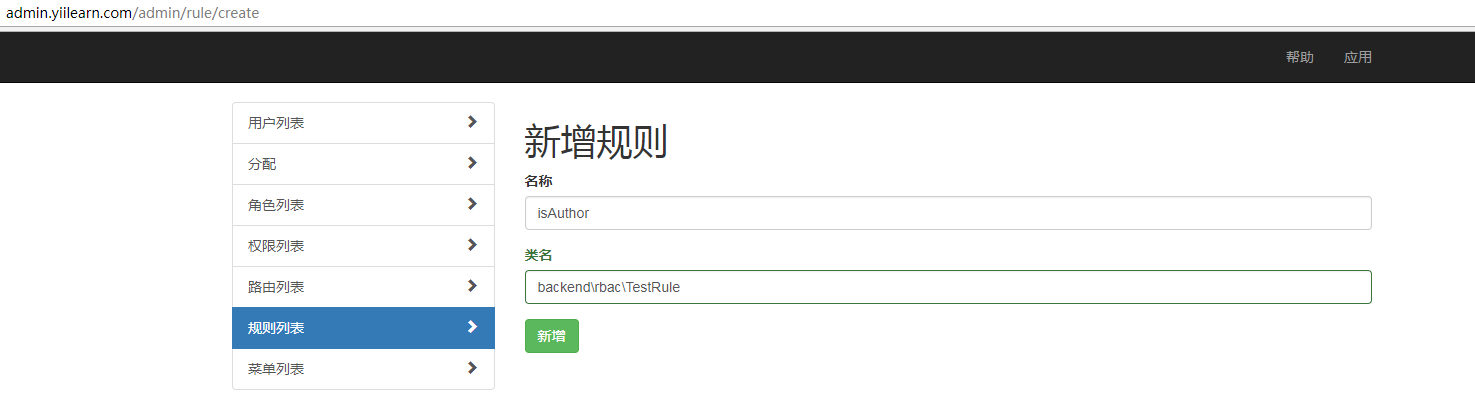 admin.yiilearn.com/admin/rule/create
帮助 应用
用户列表
分配
角色列表
权限列表
路由列表
规则列表
菜单列表
新增规则
名称
isAuthor
类名
backend\rbac\TestRule
新增